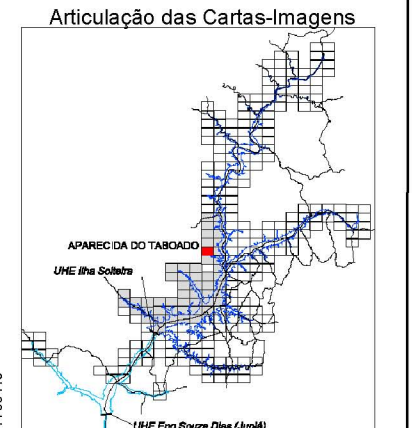 Articulação das Cartas-Imagens
APARECIDA DO TABOADO
UHE Ilha Solteira
UHE Eng Souza Dias (Jupiá)